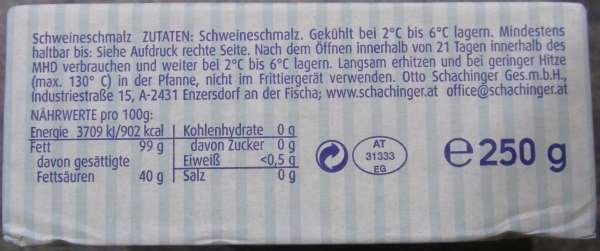 Schweineschmalz ZUTATEN: Schweineschmalz. Gekühlt bei 2°C bis 6°C lagern. Mindestens
haltbar bis: Siehe Aufdruck rechte Seite. Nach dem Öffnen innerhalb von 21 Tagen innerhalb des
MHD verbrauchen und weiter bei 2°C bis 6°C lagern. Langsam erhitzen und bei geringer Hitze
(max. 130° C) in der Pfanne, nicht im Frittiergerät verwenden. Otto Schachinger Ges.m.b.H.,
Industriestraße 15, A-2431 Enzersdorf an der Fischa; www.schachinger.at office@schachinger.at
NÄHRWERTE pro 100g:
Energie 3709 kJ/902 kcal Kohlenhydrate 0 g
Fett 99 g davon Zucker 0 g
davon gesättigte Eiweiß <0,5 g
Fettsäuren 40 g Salz 0 g
AT
31333
EG
e 250 g